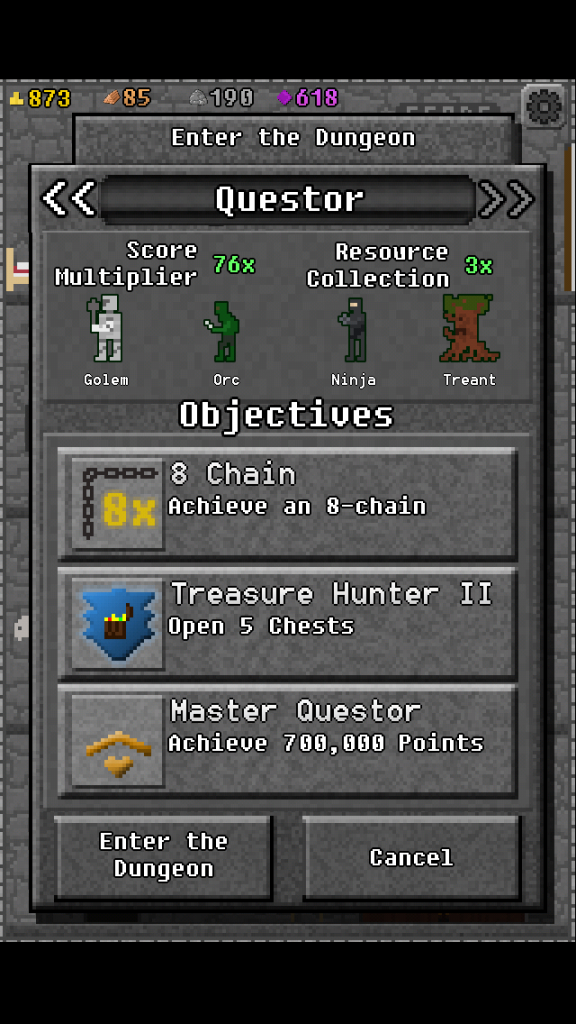 873 85 190 618
Enter the Dungeon
Questor
Score Multiplier 76x
Resource Collection 3x
Golem Orc Ninja Treant
Objectives
8x
8 Chain
Achieve an 8-chain
Treasure Hunter II
Open 5 Chests
Master Questor
Achieve 700,000 Points
Enter the
Dungeon
Cancel